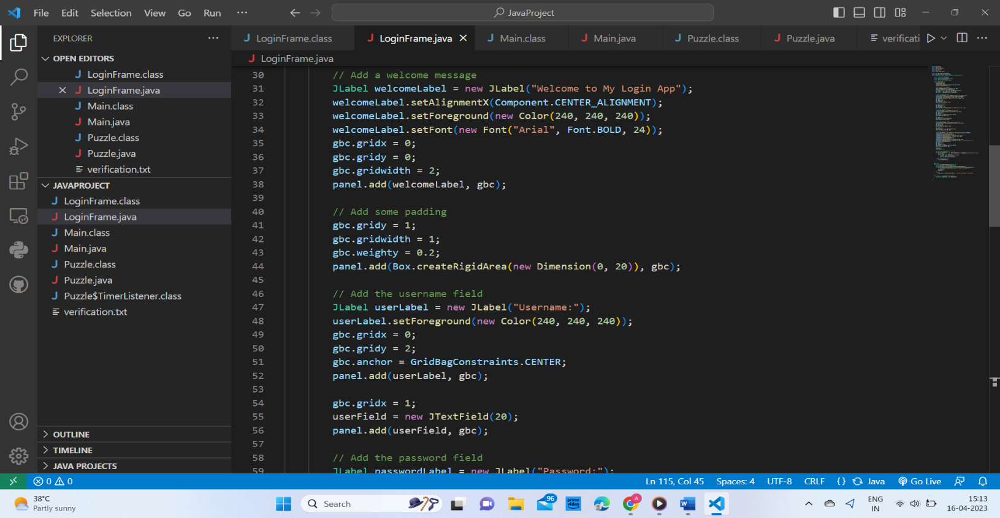 File Edit Selection View Go Run ··· JavaProject
EXPLORER ···
OPEN EDITORS
LoginFrame.class
LoginFrame.java
Main.class
Main.java
Puzzle.class
Puzzle.java
verification.txt
JAVAPROJECT
LoginFrame.class
LoginFrame.java
Main.class
Main.java
Puzzle.class
Puzzle.java
Puzzle$TimerListener.class
verification.txt
OUTLINE
TIMELINE
JAVA PROJECTS
LoginFrame.class LoginFrame.java Main.class Main.java Puzzle.class Puzzle.java verificati
LoginFrame.java
30 // Add a welcome message
31 JLabel welcomeLabel = new JLabel("Welcome to My Login App");
32 welcomeLabel.setAlignmentX(Component.CENTER_ALIGNMENT);
33 welcomeLabel.setForeground(new Color(240, 240, 240));
34 welcomeLabel.setFont(new Font("Arial", Font.BOLD, 24));
35 gbc.gridx = 0;
36 gbc.gridy = 0;
37 gbc.gridwidth = 2;
38 panel.add(welcomeLabel, gbc);
39
40 // Add some padding
41 gbc.gridy = 1;
42 gbc.gridwidth = 1;
43 gbc.weighty = 0.2;
44 panel.add(Box.createRigidArea(new Dimension(0, 20)), gbc);
45
46 // Add the username field
47 JLabel userLabel = new JLabel("Username:");
48 userLabel.setForeground(new Color(240, 240, 240));
49 gbc.gridx = 0;
50 gbc.gridy = 2;
51 gbc.anchor = GridBagConstraints.CENTER;
52 panel.add(userLabel, gbc);
53
54 gbc.gridx = 1;
55 userField = new JTextField(20);
56 panel.add(userField, gbc);
57
58 // Add the password field
59 JLabel passwordLabel = new JLabel("Password:");
0 0 Ln 115, Col 45 Spaces: 4 UTF-8 CRLF {} Java Go Live
38°C
Partly sunny
Search
96
prime video
A
W
ENG
IN
15:13
16-04-2023